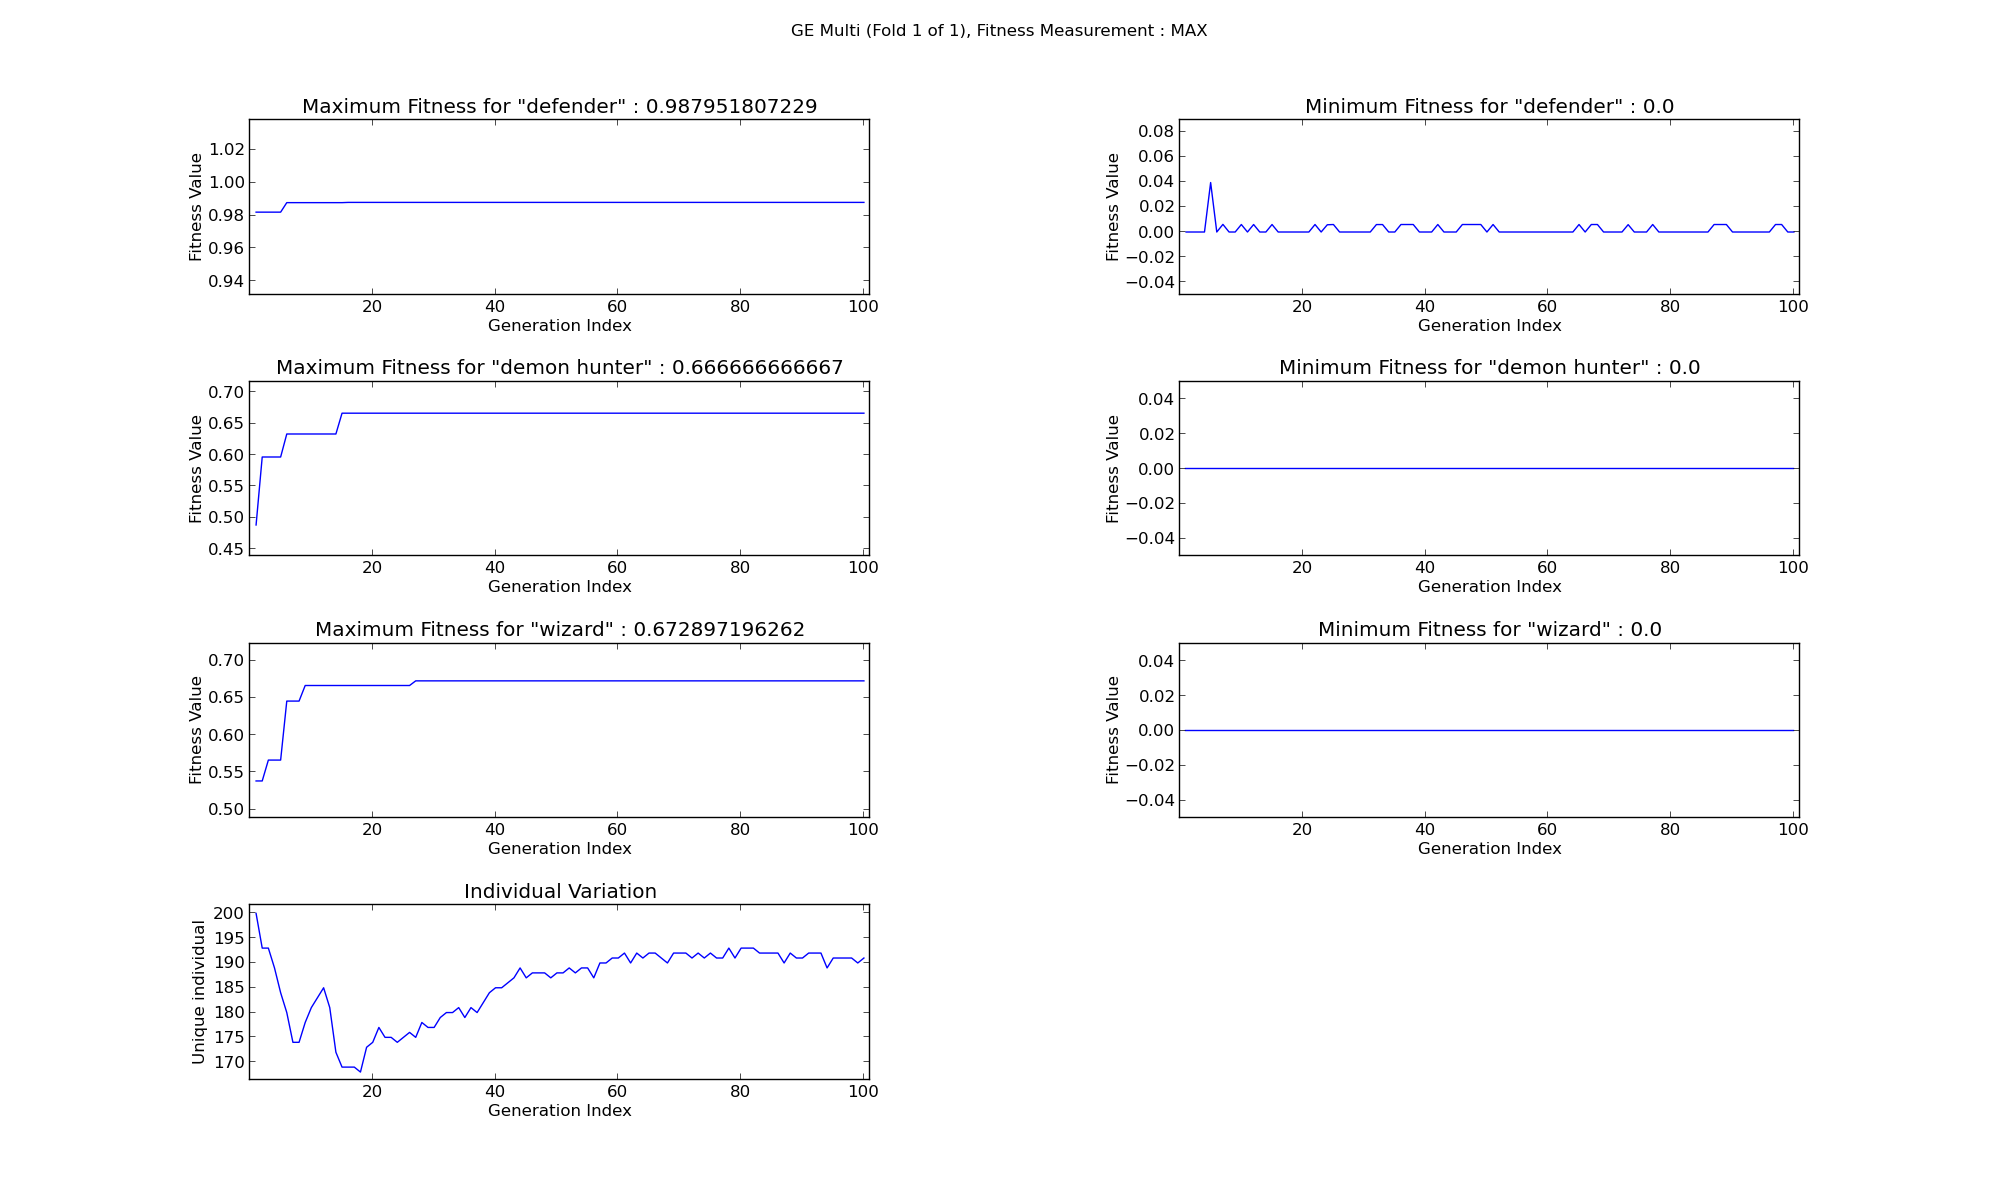 GE Multi (Fold 1 of 1), Fitness Measurement : MAX
Maximum Fitness for "defender" : 0.987951807229
Fitness Value
1.02
1.00
0.98
0.96
0.94
20 40 60 80 100
Generation Index
Minimum Fitness for "defender" : 0.0
Fitness Value
0.08
0.06
0.04
0.02
0.00
−0.02
−0.04
20 40 60 80 100
Generation Index
Maximum Fitness for "demon hunter" : 0.666666666667
Fitness Value
0.70
0.65
0.60
0.55
0.50
0.45
20 40 60 80 100
Generation Index
Minimum Fitness for "demon hunter" : 0.0
Fitness Value
0.04
0.02
0.00
−0.02
−0.04
20 40 60 80 100
Generation Index
Maximum Fitness for "wizard" : 0.672897196262
Fitness Value
0.70
0.65
0.60
0.55
0.50
20 40 60 80 100
Generation Index
Minimum Fitness for "wizard" : 0.0
Fitness Value
0.04
0.02
0.00
−0.02
−0.04
20 40 60 80 100
Generation Index
Individual Variation
Unique individual
200
195
190
185
180
175
170
20 40 60 80 100
Generation Index